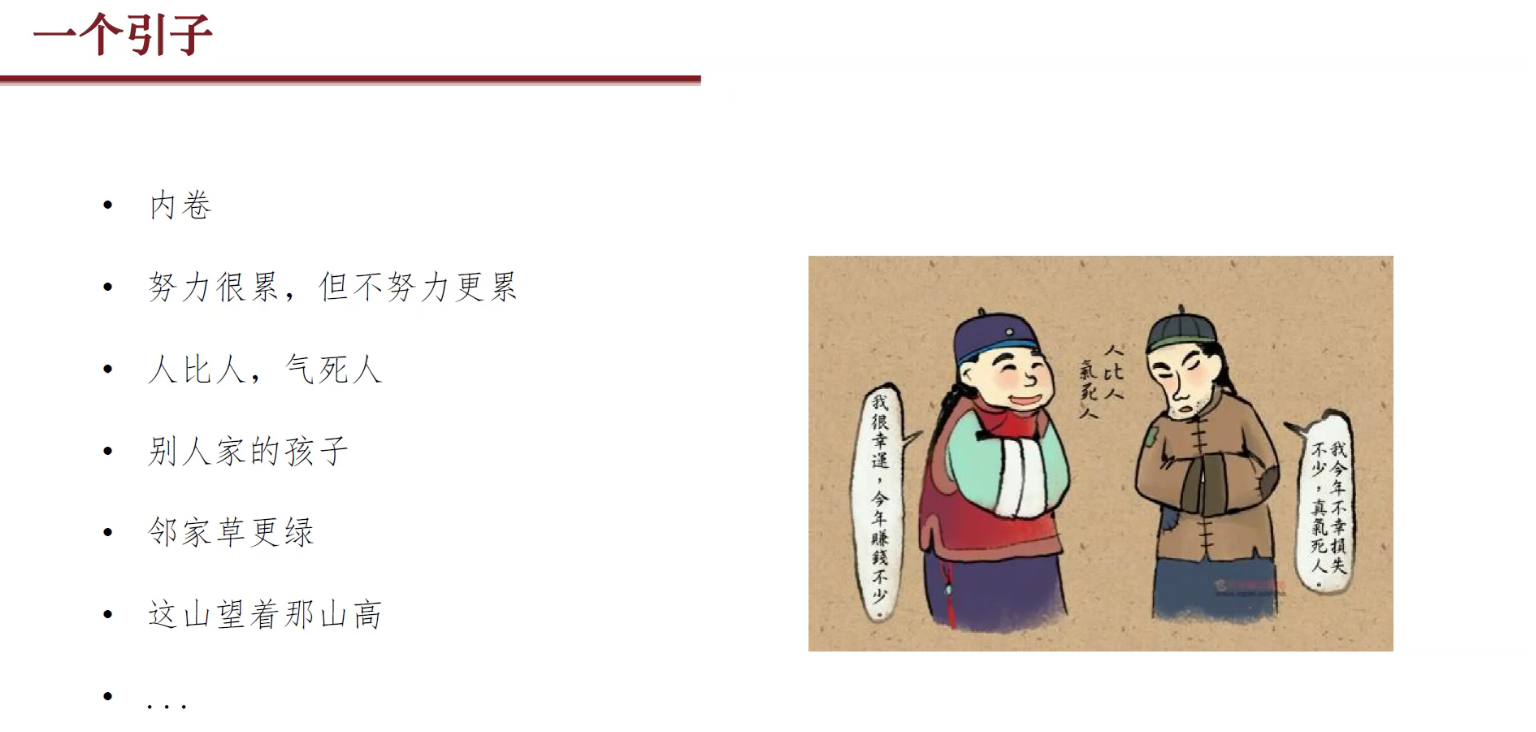 一个引子
• 内卷
• 努力很累，但不努力更累
• 人比人，气死人
• 别人家的孩子
• 邻家草更绿
• 这山望着那山高
• ...
我很幸運，今年賺錢不少。
人比人
氣死人
我今年不幸損失
不少，真氣死人。